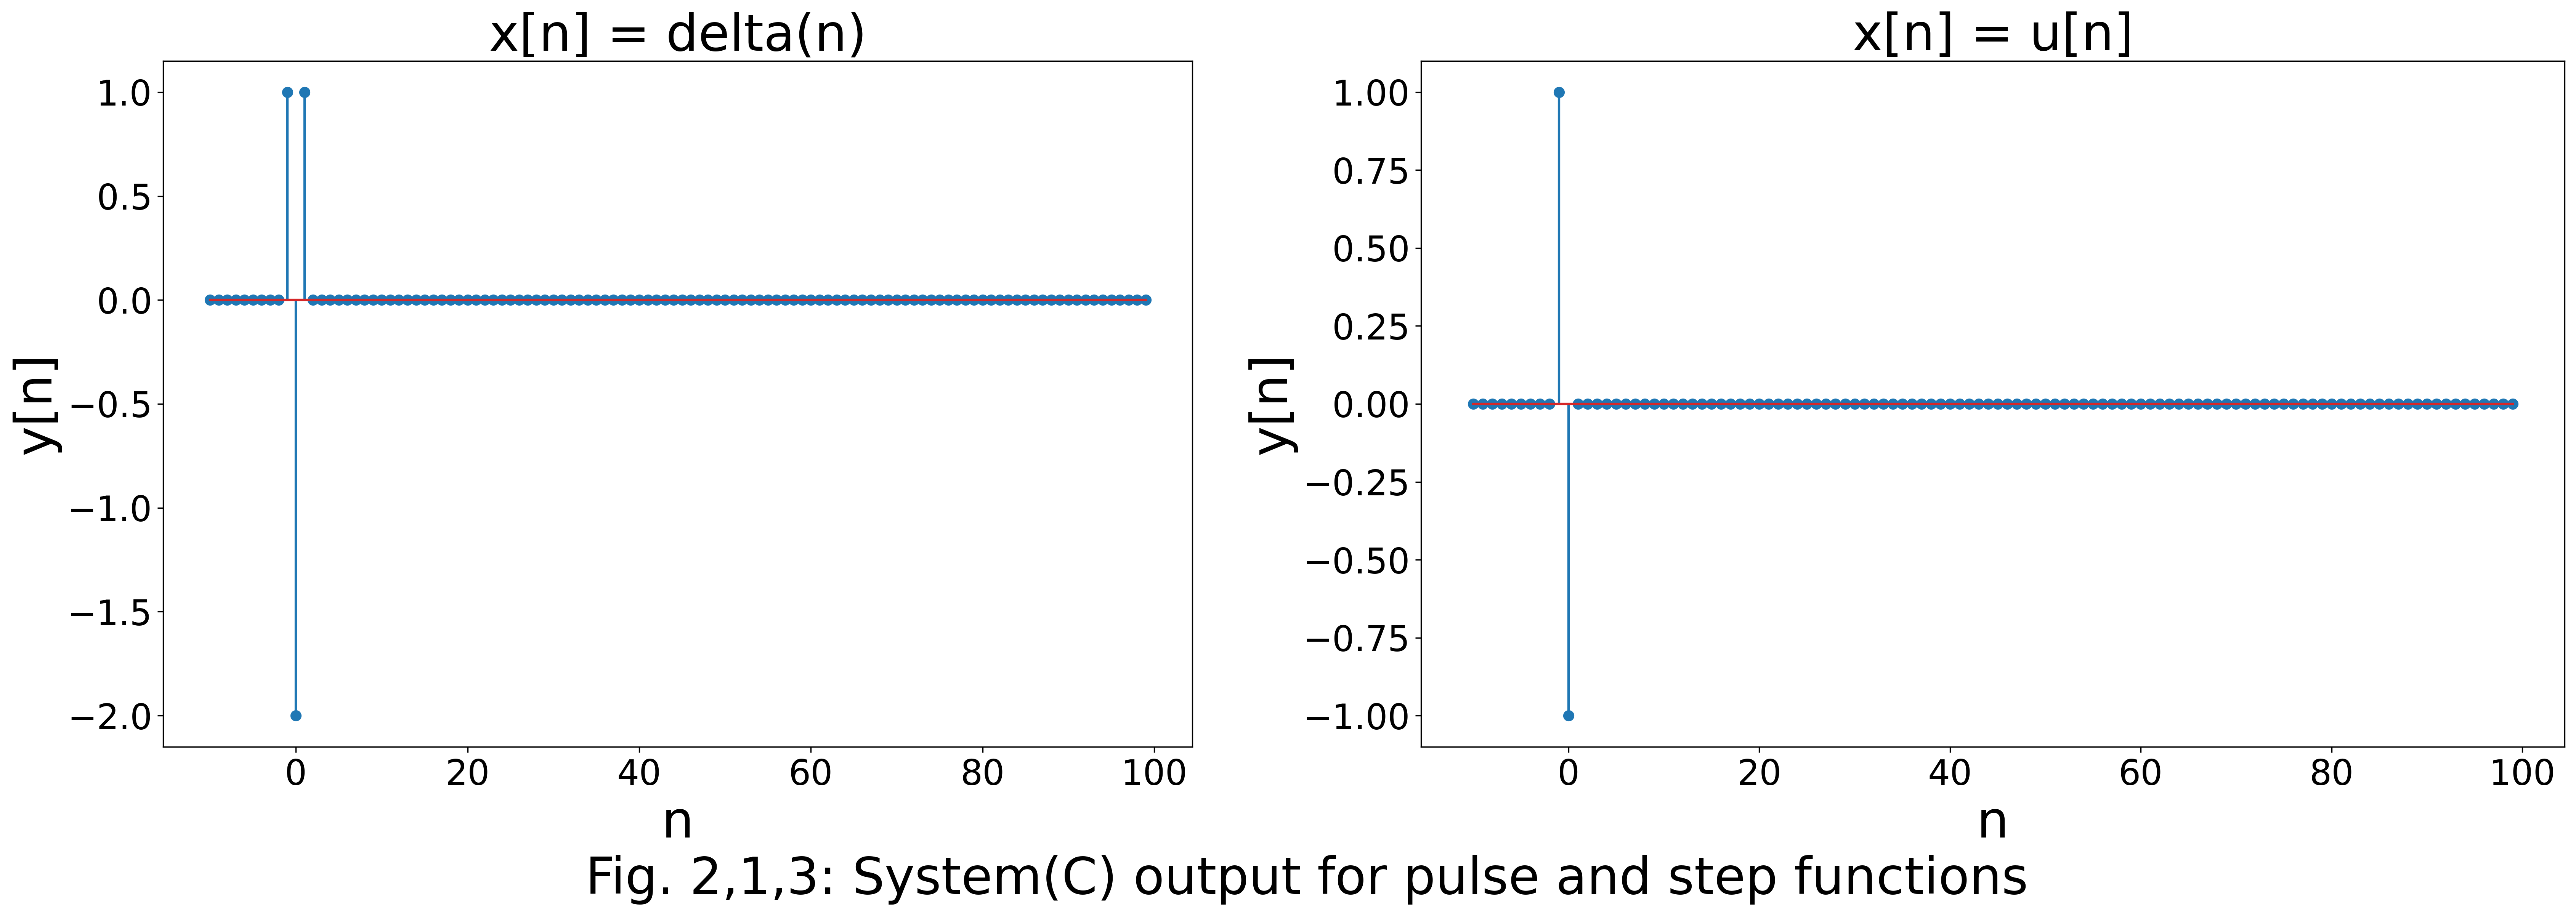 x[n] = delta(n)
1.0
0.5
0.0
−0.5
−1.0
−1.5
−2.0
y[n]
0 20 40 60 80 100
n
x[n] = u[n]
1.00
0.75
0.50
0.25
0.00
−0.25
−0.50
−0.75
−1.00
y[n]
0 20 40 60 80 100
n
Fig. 2,1,3: System(C) output for pulse and step functions